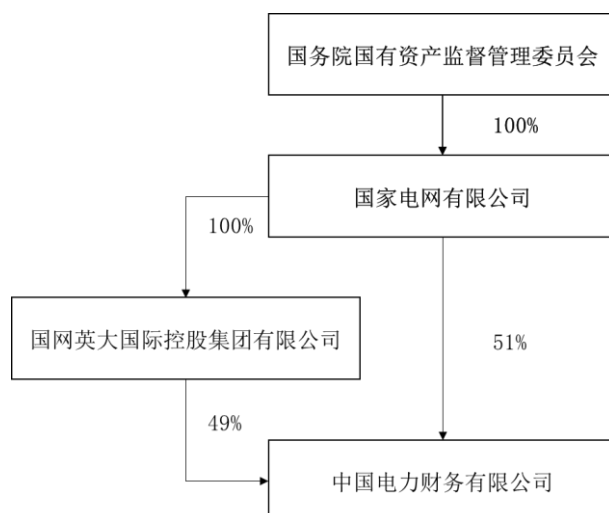 国务院国有资产监督管理委员会
100%
国家电网有限公司
100%
国网英大国际控股集团有限公司
51%
49%
中国电力财务有限公司